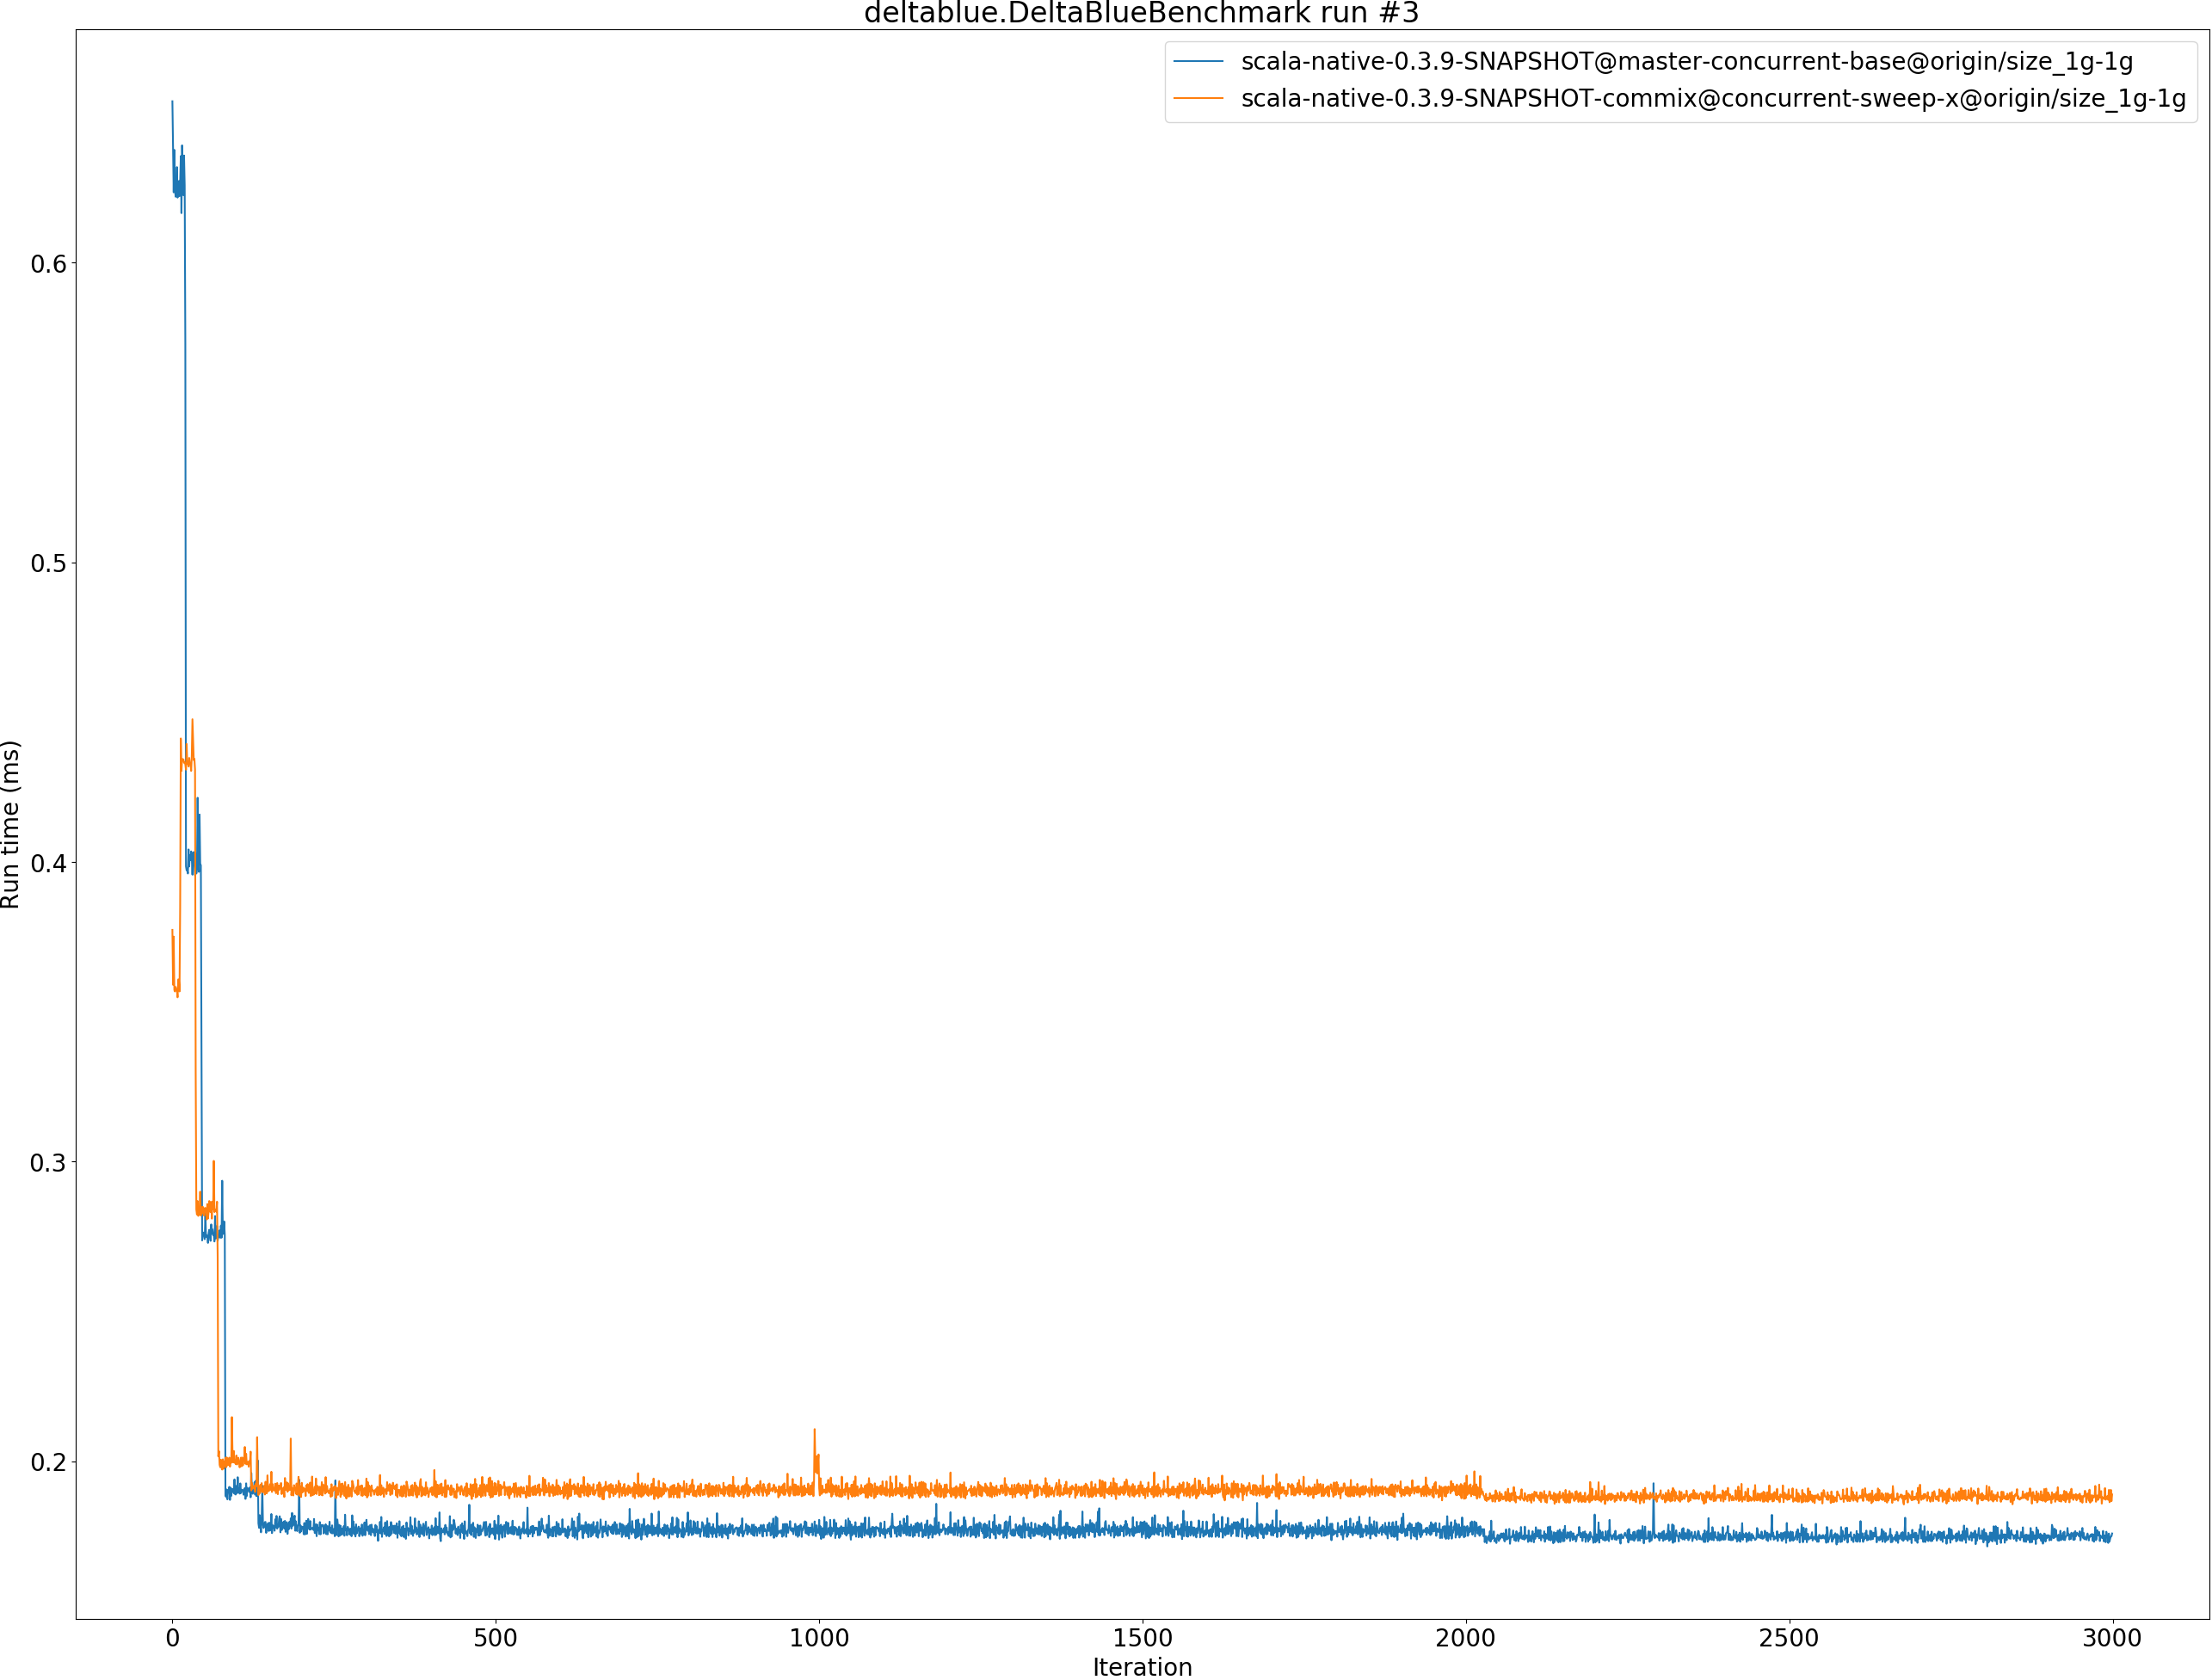 deltablue.DeltaBlueBenchmark run #3
scala-native-0.3.9-SNAPSHOT@master-concurrent-base@origin/size_1g-1g
scala-native-0.3.9-SNAPSHOT-commix@concurrent-sweep-x@origin/size_1g-1g
0.6
0.5
0.4
0.3
0.2
Run time (ms)
0 500 1000 1500 2000 2500 3000
Iteration